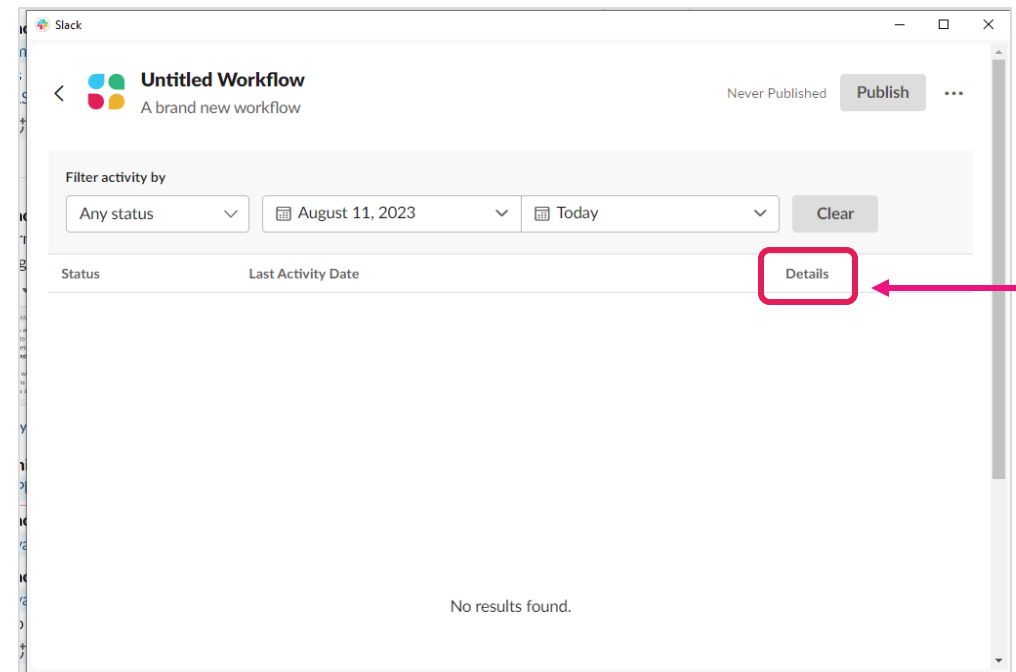 Slack
Untitled Workflow
A brand new workflow
Never Published
Publish
Filter activity by
Any status
August 11, 2023
Today
Clear
Status
Last Activity Date
Details
No results found.